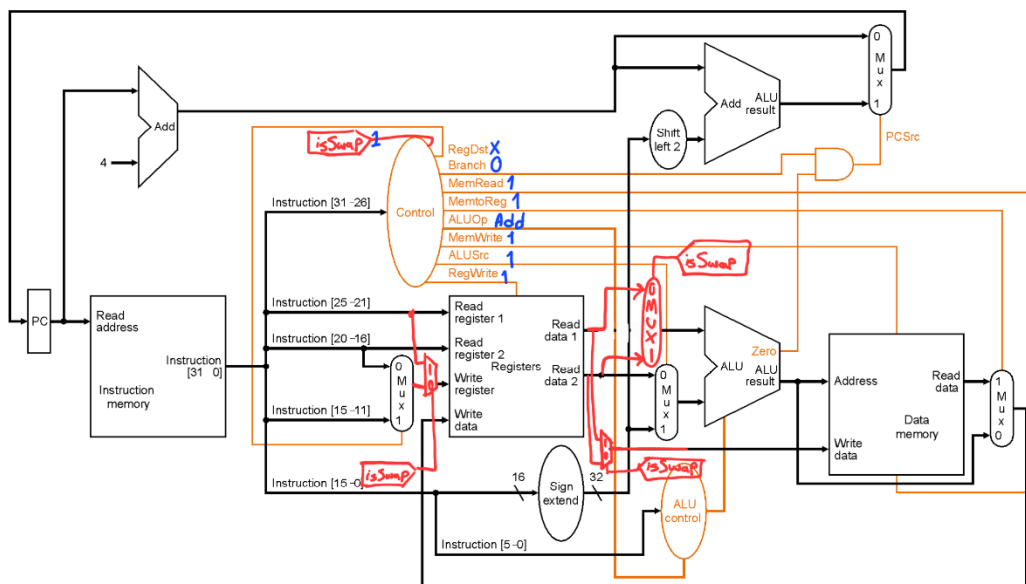 0
M
u
x
1
Add
ALU
result
Add
4
Shift
left 2
PCSrc
isSwap 1
RegDst X
Branch 0
MemRead 1
MemtoReg 1
ALUOp Add
MemWrite 1
ALUSrc 1
RegWrite 1
Control
Instruction [31–26]
isSwap
PC
Read
address
Instruction
[31 0]
Instruction
memory
Instruction [25–21]
Instruction [20–16]
Instruction [15–11]
0
M
u
x
1
1
0
isSwap
Read
register 1
Read
register 2
Write
register
Write
data
Registers
Read
data 1
Read
data 2
0
M
U
X
1
0
M
u
x
1
isSwap
Zero
ALU
ALU
result
Address
Read
data
Data
memory
Write
data
1
M
u
x
0
Instruction [15–0]
16
Sign
extend
32
Instruction [5–0]
ALU
control